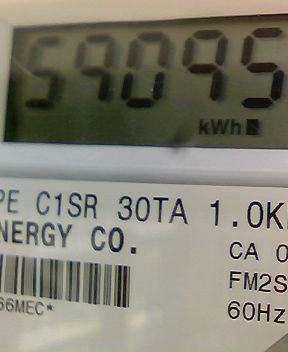 59095
kWh
PE C1SR 30TA 1.0K
NERGY CO.
CA 0
FM2S
66MEC*
60Hz